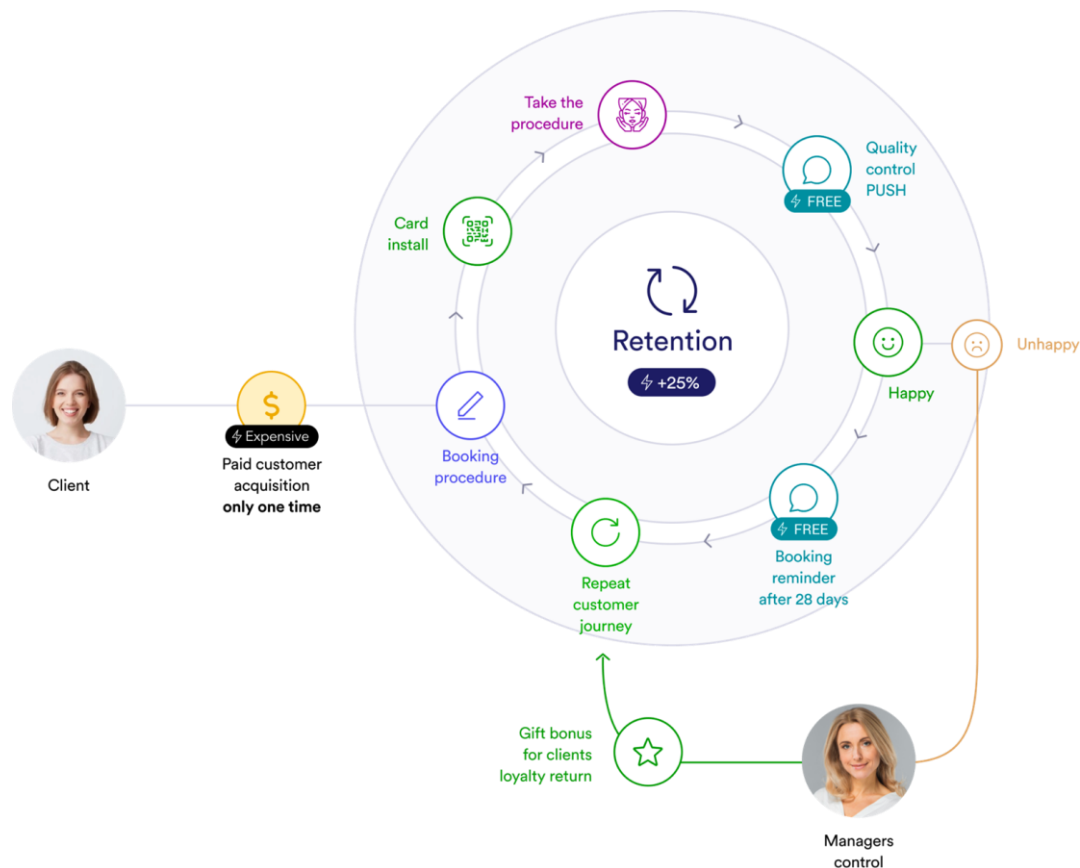 Take the
procedure
Quality
control
PUSH
FREE
Card
install
Retention
+25%
Unhappy
Happy
$
Expensive
Client
Paid customer
acquisition
only one time
Booking
procedure
FREE
Booking
reminder
after 28 days
Repeat
customer
journey
Gift bonus
for clients
loyalty return
Managers
control